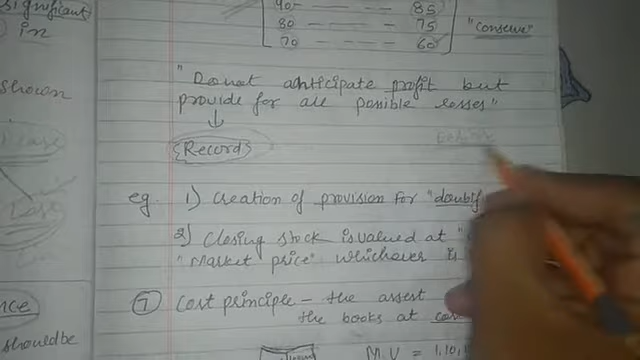 significant
in
shown
nce
should be
90 - - - - - 85
80 - - - - 75
70 - - - - 60
"Conserve"
"Do not anticipate profit but
provide for all possible losses"
Record
eg. 1) Creation of provision for "doubtf
2) Closing stock is valued at
"Market price" whichever is
7 Cost principle - the assert
the books at
M.V = 1,10,